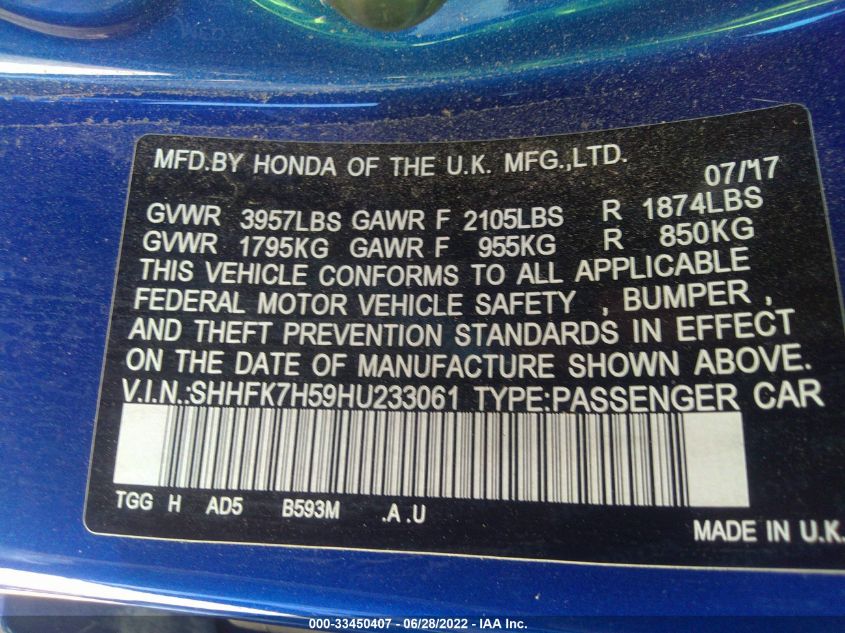 MFD.BY HONDA OF THE U.K. MFG.,LTD. 07/17
GVWR 3957LBS GAWR F 2105LBS R 1874LBS
GVWR 1795KG GAWR F 955KG R 850KG
THIS VEHICLE CONFORMS TO ALL APPLICABLE
FEDERAL MOTOR VEHICLE SAFETY , BUMPER ,
AND THEFT PREVENTION STANDARDS IN EFFECT
ON THE DATE OF MANUFACTURE SHOWN ABOVE.
V.I.N.:SHHFK7H59HU233061 TYPE:PASSENGER CAR
TGG H AD5 B593M .A .U
MADE IN U.K.
000-33450407 - 06/28/2022 - IAA Inc.